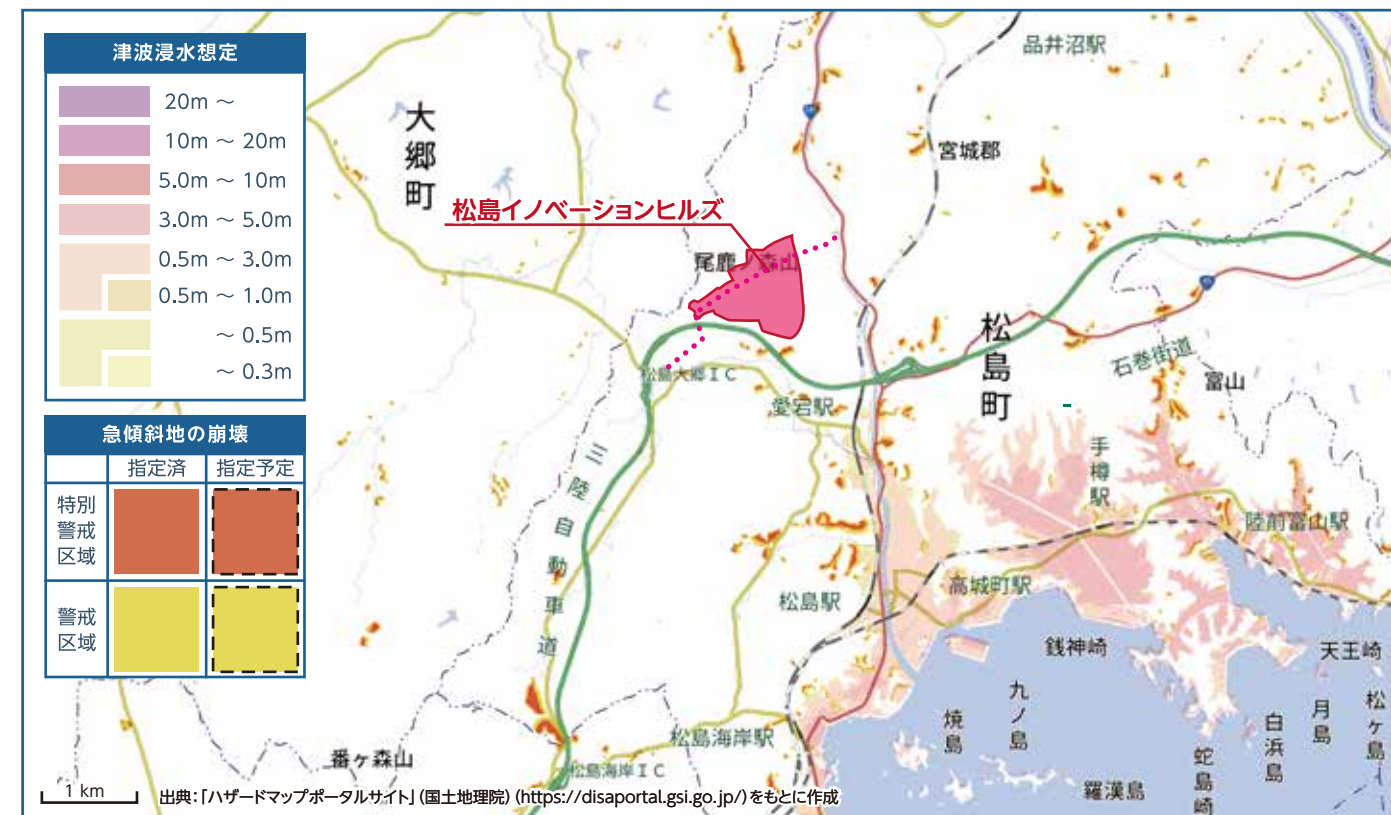 津波浸水想定
20m ～
10m ～ 20m
5.0m ～ 10m
3.0m ～ 5.0m
0.5m ～ 3.0m
0.5m ～ 1.0m
～ 0.5m
～ 0.3m
急傾斜地の崩壊
指定済
指定予定
特別
警戒
区域
警戒
区域
大郷町
品井沼駅
宮城郡
松島イノベーションヒルズ
尾鹿ノ森山
松島大郷ＩＣ
愛宕駅
松島町
石巻街道
富山
手樽駅
三陸自動車道
陸前富山駅
高城町駅
松島駅
銭神崎
天王崎
九ノ島
焼島
松ヶ島
月島
白浜島
蛇島崎
羅漢島
松島海岸駅
番ヶ森山
松島海岸ＩＣ
1 km
出典：「ハザードマップポータルサイト」（国土地理院）（https://disaportal.gsi.go.jp/）をもとに作成